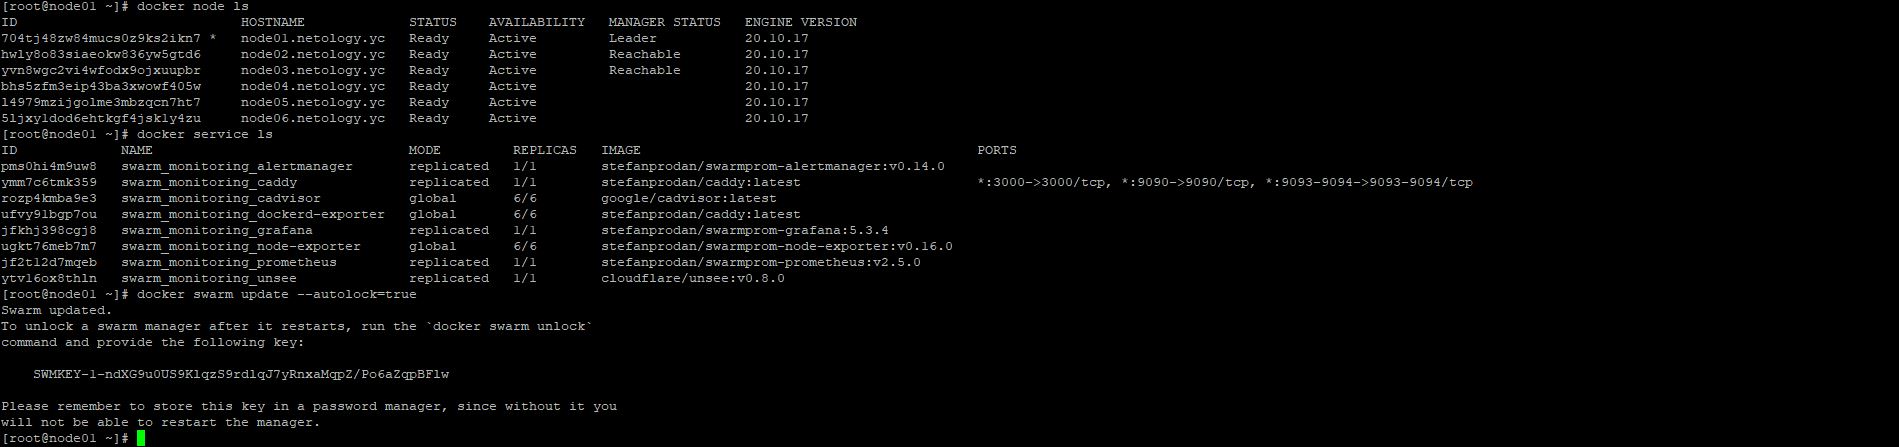 [root@node01 ~]# docker node ls
ID                            HOSTNAME             STATUS    AVAILABILITY   MANAGER STATUS   ENGINE VERSION
704tj48zw84mucs0z9ks2ikn7 *   node01.netology.yc   Ready     Active         Leader           20.10.17
hwly8o83siaeokw836yw5gtd6     node02.netology.yc   Ready     Active         Reachable        20.10.17
yvn8wgc2vi4wfodx9ojxuupbr     node03.netology.yc   Ready     Active         Reachable        20.10.17
bhs5zfm3eip43ba3xwowf405w     node04.netology.yc   Ready     Active                          20.10.17
l4979mzijgolme3mbzqcn7ht7     node05.netology.yc   Ready     Active                          20.10.17
5ljxyldod6ehtkgf4jskly4zu     node06.netology.yc   Ready     Active                          20.10.17
[root@node01 ~]# docker service ls
ID             NAME                                MODE         REPLICAS   IMAGE                                          PORTS
pms0hi4m9uw8   swarm_monitoring_alertmanager       replicated   1/1        stefanprodan/swarmprom-alertmanager:v0.14.0
ymm7c6tmk359   swarm_monitoring_caddy              replicated   1/1        stefanprodan/caddy:latest                      *:3000->3000/tcp, *:9090->9090/tcp, *:9093-9094->9093-9094/tcp
rozp4kmba9e3   swarm_monitoring_cadvisor           global       6/6        google/cadvisor:latest
ufvy9lbgp7ou   swarm_monitoring_dockerd-exporter   global       6/6        stefanprodan/caddy:latest
jfkhj398cgj8   swarm_monitoring_grafana            replicated   1/1        stefanprodan/swarmprom-grafana:5.3.4
ugkt76meb7m7   swarm_monitoring_node-exporter      global       6/6        stefanprodan/swarmprom-node-exporter:v0.16.0
jf2t12d7mqeb   swarm_monitoring_prometheus         replicated   1/1        stefanprodan/swarmprom-prometheus:v2.5.0
ytv16ox8thln   swarm_monitoring_unsee              replicated   1/1        cloudflare/unsee:v0.8.0
[root@node01 ~]# docker swarm update --autolock=true
Swarm updated.
To unlock a swarm manager after it restarts, run the `docker swarm unlock`
command and provide the following key:

    SWMKEY-1-ndXG9u0US9KlqzS9rdlqJ7yRnxaMqpZ/Po6aZqpBFlw

Please remember to store this key in a password manager, since without it you
will not be able to restart the manager.
[root@node01 ~]#